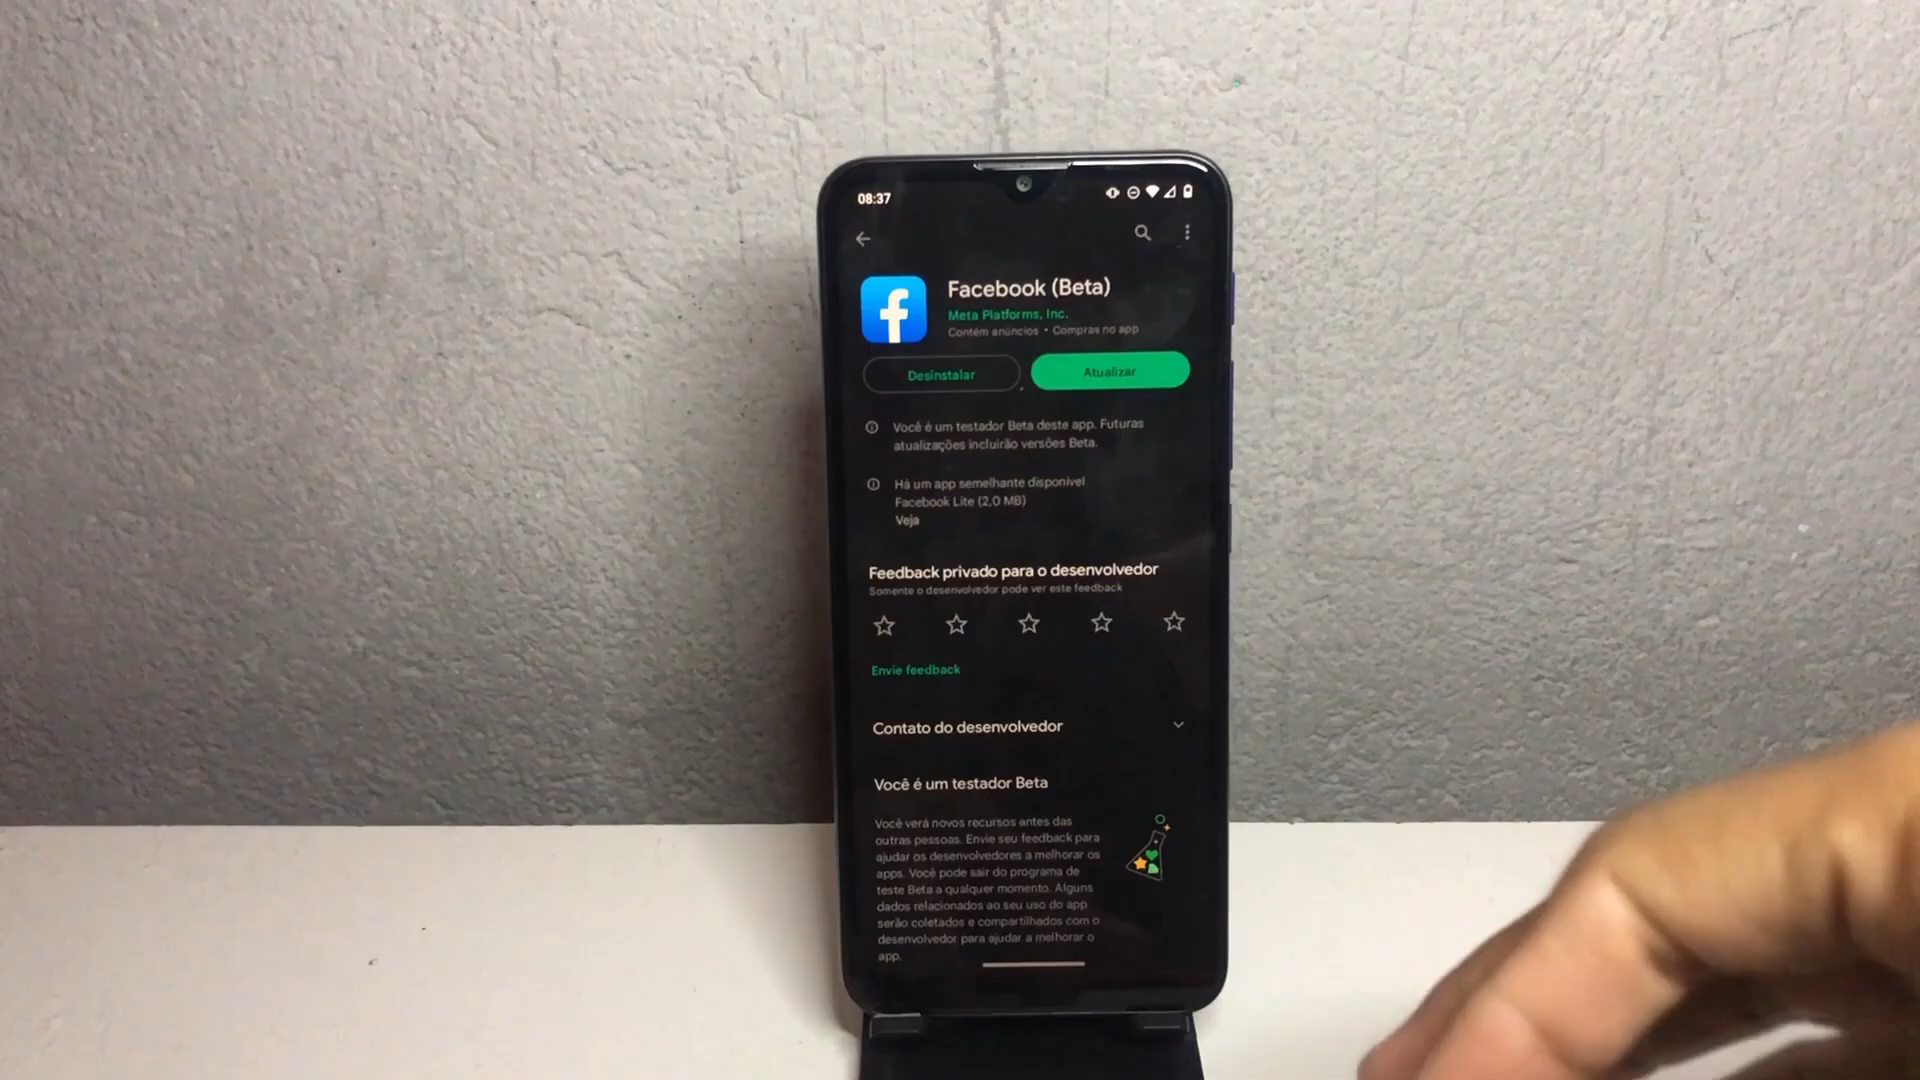 08:37
Facebook (Beta)
Meta Platforms, Inc.
Contém anúncios • Compras no app
Desinstalar
Atualizar
Você é um testador Beta deste app. Futuras
atualizações incluirão versões Beta.
Há um app semelhante disponível
Facebook Lite (2,0 MB)
Veja
Feedback privado para o desenvolvedor
Somente o desenvolvedor pode ver este feedback
Envie feedback
Contato do desenvolvedor
Você é um testador Beta
Você verá novos recursos antes das
outras pessoas. Envie seu feedback para
ajudar os desenvolvedores a melhorar os
apps. Você pode sair do programa de
teste Beta a qualquer momento. Alguns
dados relacionados ao seu uso do app
serão coletados e compartilhados com o
desenvolvedor para ajudar a melhorar o
app.